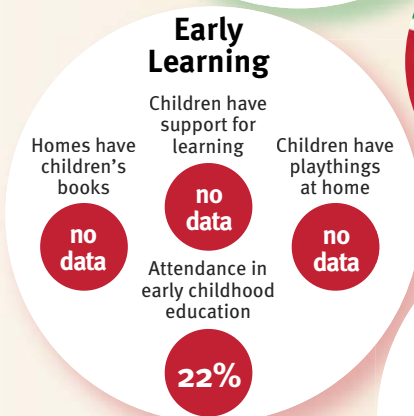 Early
Learning
Children have
support for
learning
no
data
Homes have
children's
books
no
data
Children have
playthings
at home
no
data
Attendance in
early childhood
education
22%